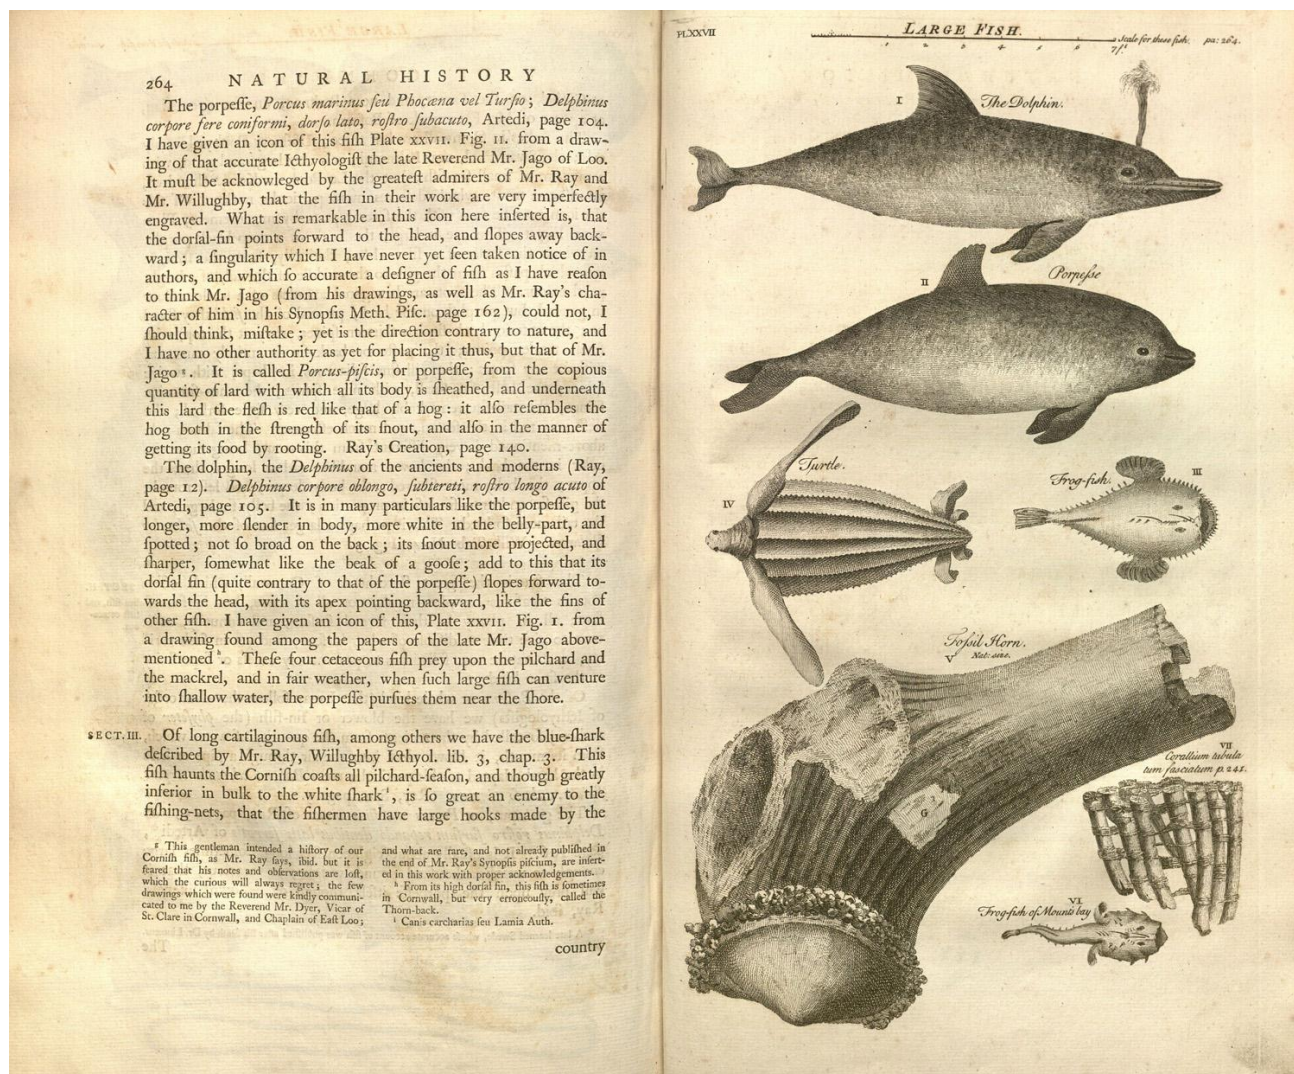 264 NATURAL HISTORY
The porpeſſe, Porcus marinus ſeu Phocæna vel Turſio; Delphinus
corpore fere coniformi, dorſo lato, roſtro ſubacuto, Artedi, page 104.
I have given an icon of this fiſh Plate XXVII. Fig. II. from a draw-
ing of that accurate Icthyologiſt the late Reverend Mr. Jago of Loo.
It muſt be acknowleged by the greateſt admirers of Mr. Ray and
Mr. Willughby, that the fiſh in their work are very imperfectly
engraved. What is remarkable in this icon here inſerted is, that
the dorſal-fin points forward to the head, and ſlopes away back-
ward; a ſingularity which I have never yet ſeen taken notice of in
authors, and which ſo accurate a deſigner of fiſh as I have reaſon
to think Mr. Jago (from his drawings, as well as Mr. Ray's cha-
racter of him in his Synopſis Meth. Piſc. page 162), could not, I
ſhould think, miſtake; yet is the direction contrary to nature, and
I have no other authority as yet for placing it thus, but that of Mr.
Jago g. It is called Porcus-piſcis, or porpeſſe, from the copious
quantity of lard with which all its body is ſheathed, and underneath
this lard the fleſh is red like that of a hog: it alſo reſembles the
hog both in the ſtrength of its ſnout, and alſo in the manner of
getting its food by rooting. Ray's Creation, page 140.
The dolphin, the Delphinus of the ancients and moderns (Ray,
page 12). Delphinus corpore oblongo, ſubtereti, roſtro longo acuto of
Artedi, page 105. It is in many particulars like the porpeſſe, but
longer, more ſlender in body, more white in the belly-part, and
ſpotted; not ſo broad on the back; its ſnout more projected, and
ſharper, ſomewhat like the beak of a gooſe; add to this that its
dorſal fin (quite contrary to that of the porpeſſe) ſlopes forward to-
wards the head, with its apex pointing backward, like the fins of
other fiſh. I have given an icon of this, Plate XXVII. Fig. I. from
a drawing found among the papers of the late Mr. Jago above-
mentioned h. Theſe four cetaceous fiſh prey upon the pilchard and
the mackrel, and in fair weather, when ſuch large fiſh can venture
into ſhallow water, the porpeſſe purſues them near the ſhore.
SECT. III. Of long cartilaginous fiſh, among others we have the blue-ſhark
deſcribed by Mr. Ray, Willughby Icthyol. lib. 3, chap. 3. This
fiſh haunts the Corniſh coaſts all pilchard-ſeaſon, and though greatly
inferior in bulk to the white ſhark i, is ſo great an enemy to the
fiſhing-nets, that the fiſhermen have large hooks made by the
g This gentleman intended a hiſtory of our
Corniſh fiſh, as Mr. Ray ſays, ibid. but it is
feared that his notes and obſervations are loſt,
which the curious will always regret; the few
drawings which were found were kindly communi-
cated to me by the Reverend Mr. Dyer, Vicar of
St. Clare in Cornwall, and Chaplain of Eaſt Loo;
and what are rare, and not already publiſhed in
the end of Mr. Ray's Synopſis piſcium, are inſert-
ed in this work with proper acknowledgements.
h From its high dorſal fin, this fiſh is ſometimes
in Cornwall, but very erroneouſly, called the
Thorn-back.
i Canis carcharias ſeu Lamia Auth.
country
PL XXVII
LARGE FISH.
Scale for these fish. pa: 264.
1 2 3 4 5 6 7 f.t
I
The Dolphin.
II
Porpeſse
Turtle.
IV
Frog-fish.
III
Foſsil Horn.
V Nat: size.
G
VII
Corallium tubula
tum fasciatum p. 241.
VI
Frog-fish of Mounts bay